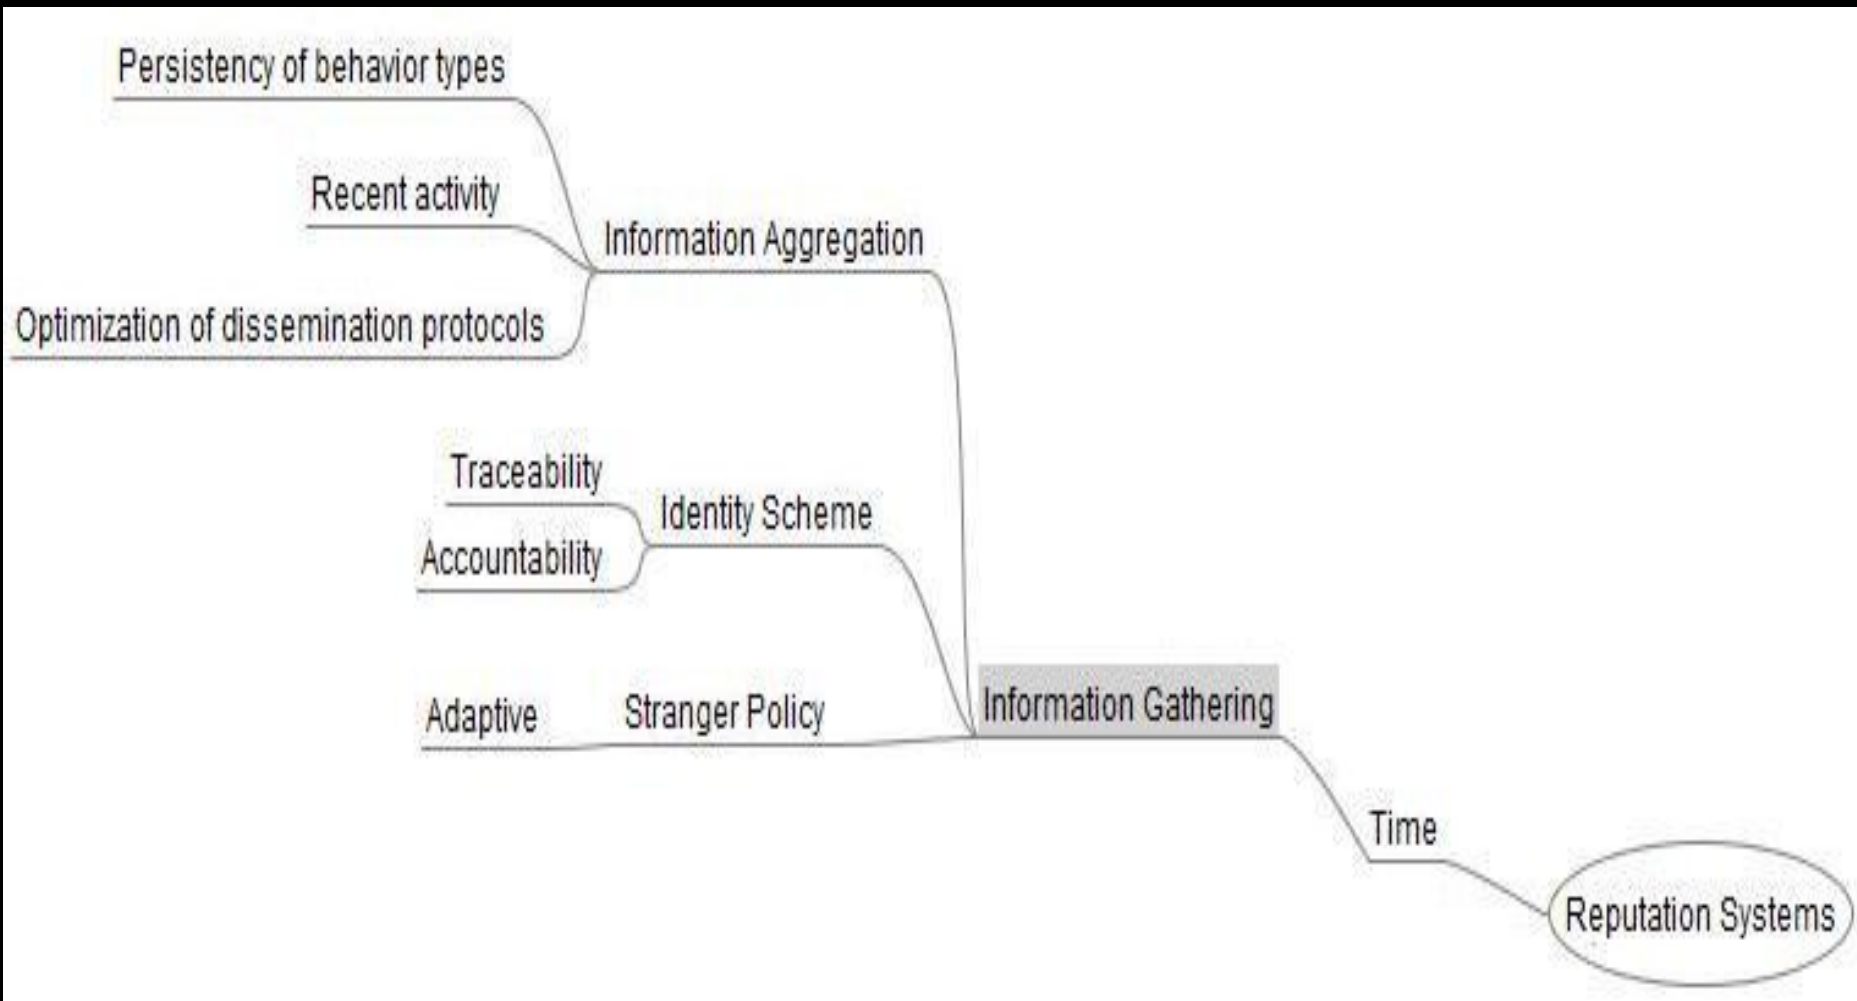 Persistency of behavior types
Recent activity
Information Aggregation
Optimization of dissemination protocols
Traceability
Identity Scheme
Accountability
Adaptive
Stranger Policy
Information Gathering
Time
Reputation Systems